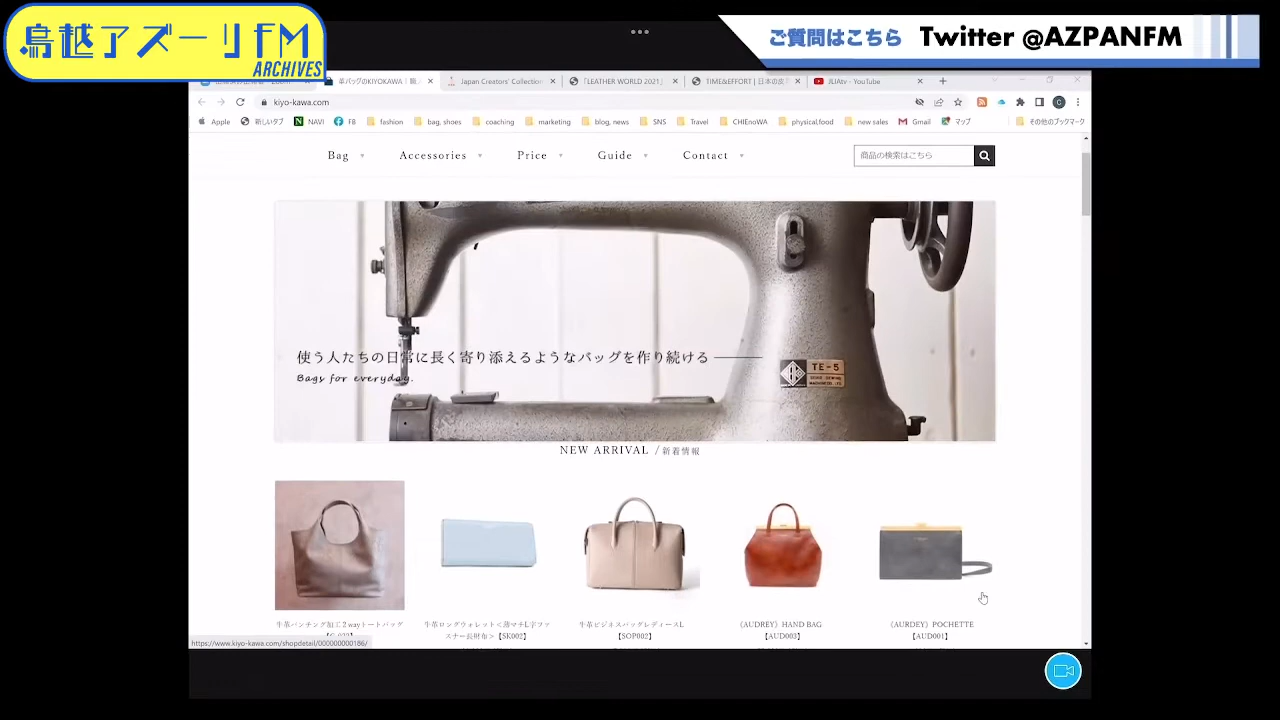 鳥越アズーリFM
ARCHIVES
ご質問はこちら Twitter @AZPANFM
革バッグのKIYOKAWA｜職人
Japan Creators' Collection
「LEATHER WORLD 2021」
TIME&EFFORT | 日本の皮革
JLIAtv - YouTube
kiyo-kawa.com
Apple 新しいタブ NAVI FB fashion bag, shoes coaching marketing blog, news SNS Travel CHIEnoWA physical.food new sales Gmail マップ その他のブックマーク
Bag Accessories Price Guide Contact 商品の検索はこちら
使う人たちの日常に長く寄り添えるようなバッグを作り続ける
Bags for everyday.
TE-5
NEW ARRIVAL / 新着情報
牛革パンチング加工２wayトートバッグ
牛革ロングウォレット＜薄マチL字ファスナー長財布＞【SK002】
牛革ビジネスバッグレディースL
【SOP002】
《AUDREY》HAND BAG
【AUD003】
《AURDEY》POCHETTE
【AUD001】
https://www.kiyo-kawa.com/shopdetail/000000000186/